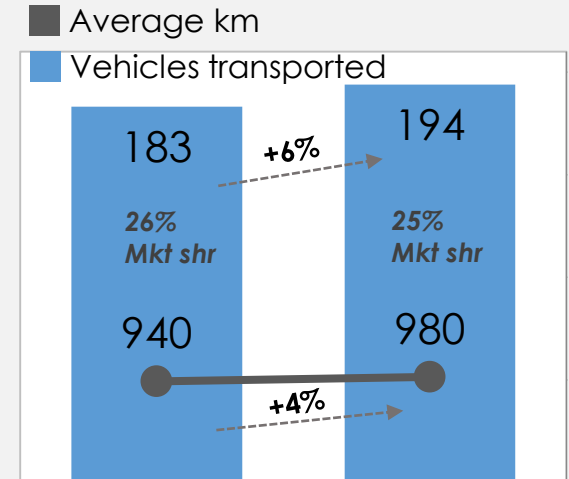 Average km
Vehicles transported
183
+6%
194
26%
Mkt shr
25%
Mkt shr
940
980
+4%